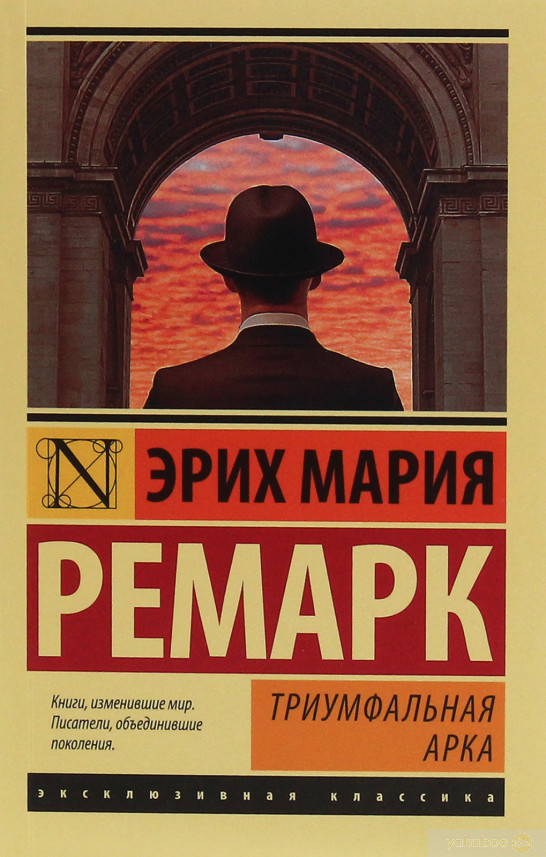 N
ЭРИХ МАРИЯ
РЕМАРК
Книги, изменившие мир.
Писатели, объединившие
поколения.
ТРИУМФАЛЬНАЯ
АРКА
эксклюзивная классика